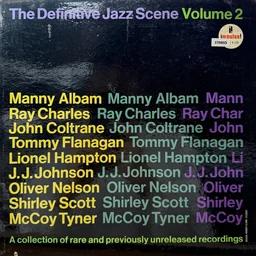 The Definitive Jazz Scene Volume 2
impulse!
STEREO
Manny Albam Manny Albam Mann
Ray Charles Ray Charles Ray Char
John Coltrane John Coltrane John
Tommy Flanagan Tommy Flanagan
Lionel Hampton Lionel Hampton Li
J.J. Johnson J.J. Johnson J.J. John
Oliver Nelson Oliver Nelson Oliver
Shirley Scott Shirley Scott Shirley
McCoy Tyner McCoy Tyner McCoy
A collection of rare and previously unreleased recordings